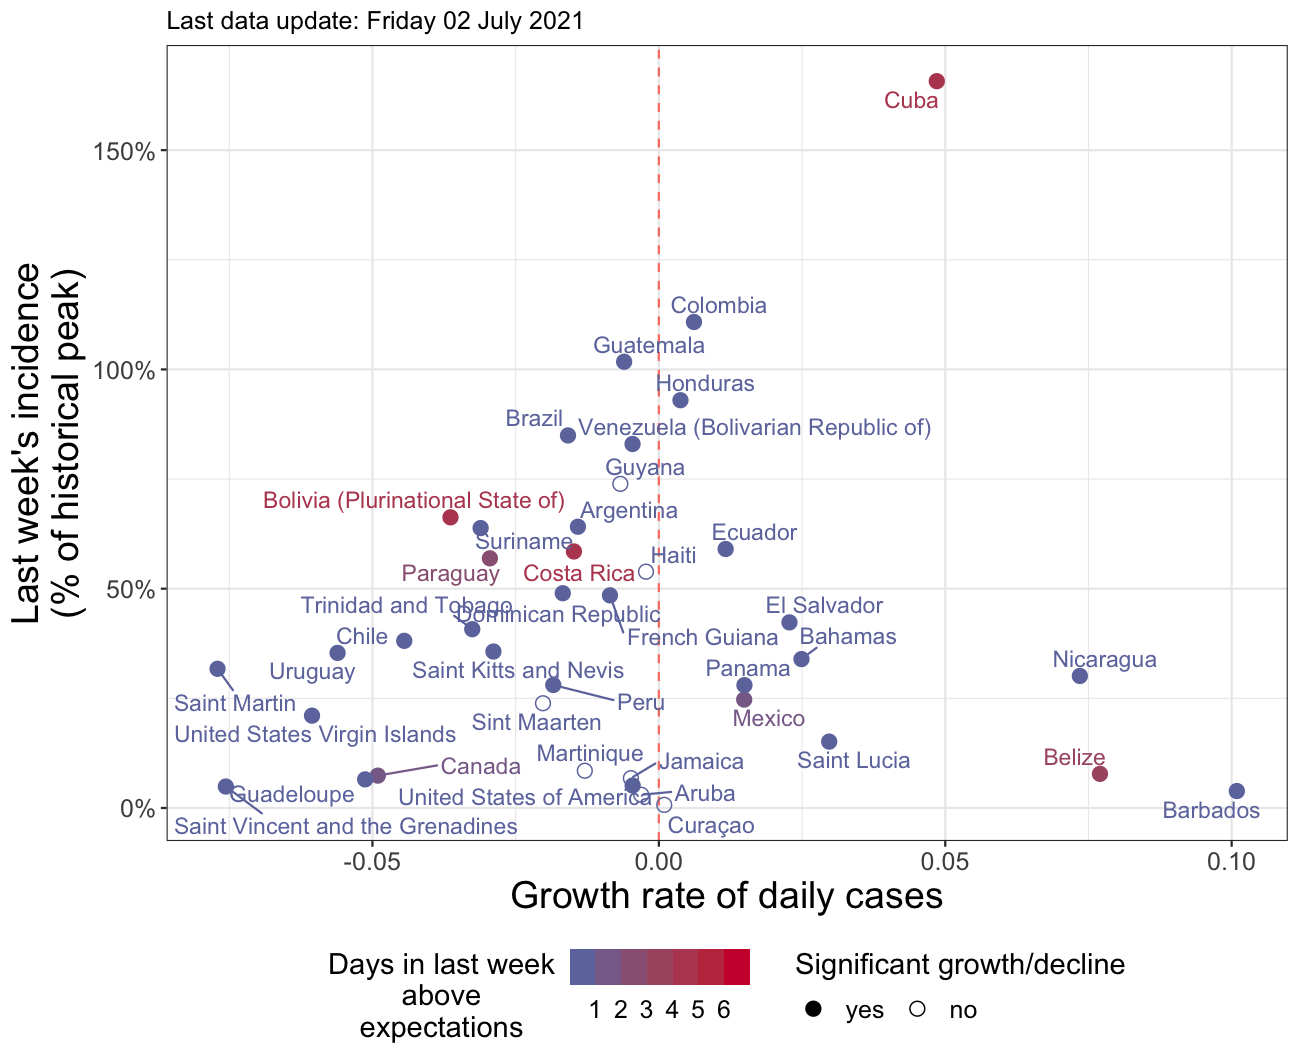 Last data update: Friday 02 July 2021
Last week's incidence
(% of historical peak)
150%
100%
50%
0%
Cuba
Colombia
Guatemala
Honduras
Brazil
Venezuela (Bolivarian Republic of)
Guyana
Bolivia (Plurinational State of)
Argentina
Ecuador
Suriname
Haiti
Paraguay
Costa Rica
Trinidad and Tobago
El Salvador
Dominican Republic
Chile
French Guiana
Bahamas
Nicaragua
Uruguay
Saint Kitts and Nevis
Panama
Saint Martin
Peru
Sint Maarten
Mexico
United States Virgin Islands
Martinique
Jamaica
Saint Lucia
Belize
Canada
Guadeloupe
United States of America
Aruba
Barbados
Saint Vincent and the Grenadines
Curaçao
-0.05
0.00
0.05
0.10
Growth rate of daily cases
Days in last week
above
expectations
1 2 3 4 5 6
Significant growth/decline
yes
no